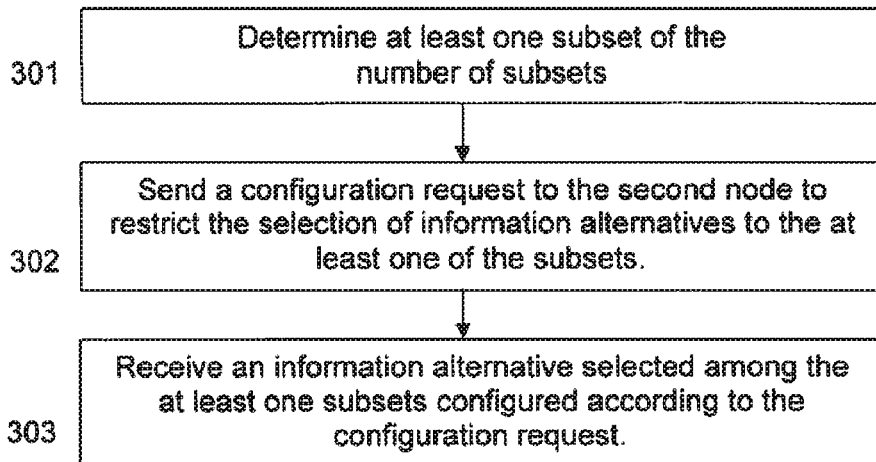 301
Determine at least one subset of the
number of subsets
302
Send a configuration request to the second node to
restrict the selection of information alternatives to the at
least one of the subsets.
303
Receive an information alternative selected among the
at least one subsets configured according to the
configuration request.